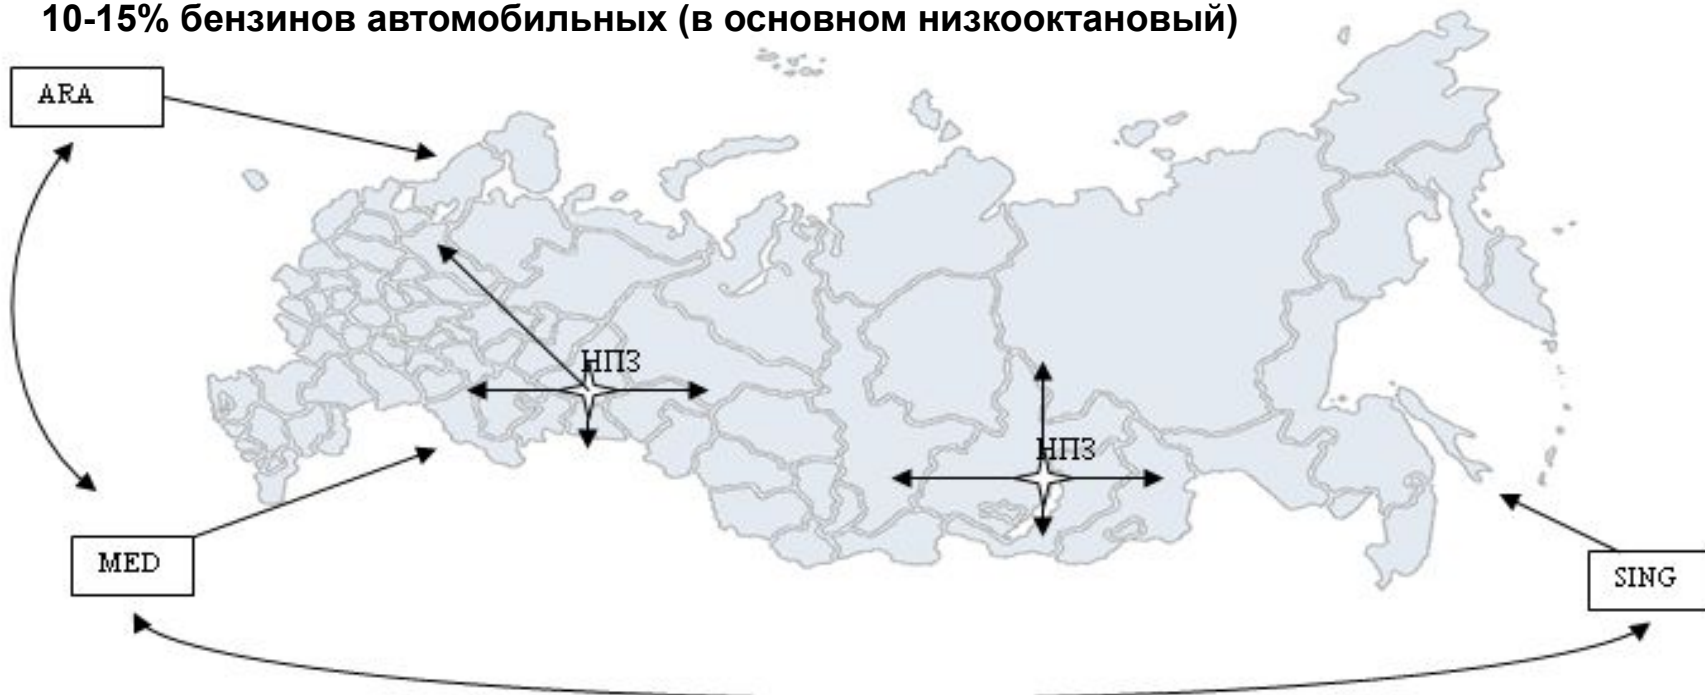 10-15% бензинов автомобильных (в основном низкооктановый)
ARA
НПЗ
НПЗ
MED
SING